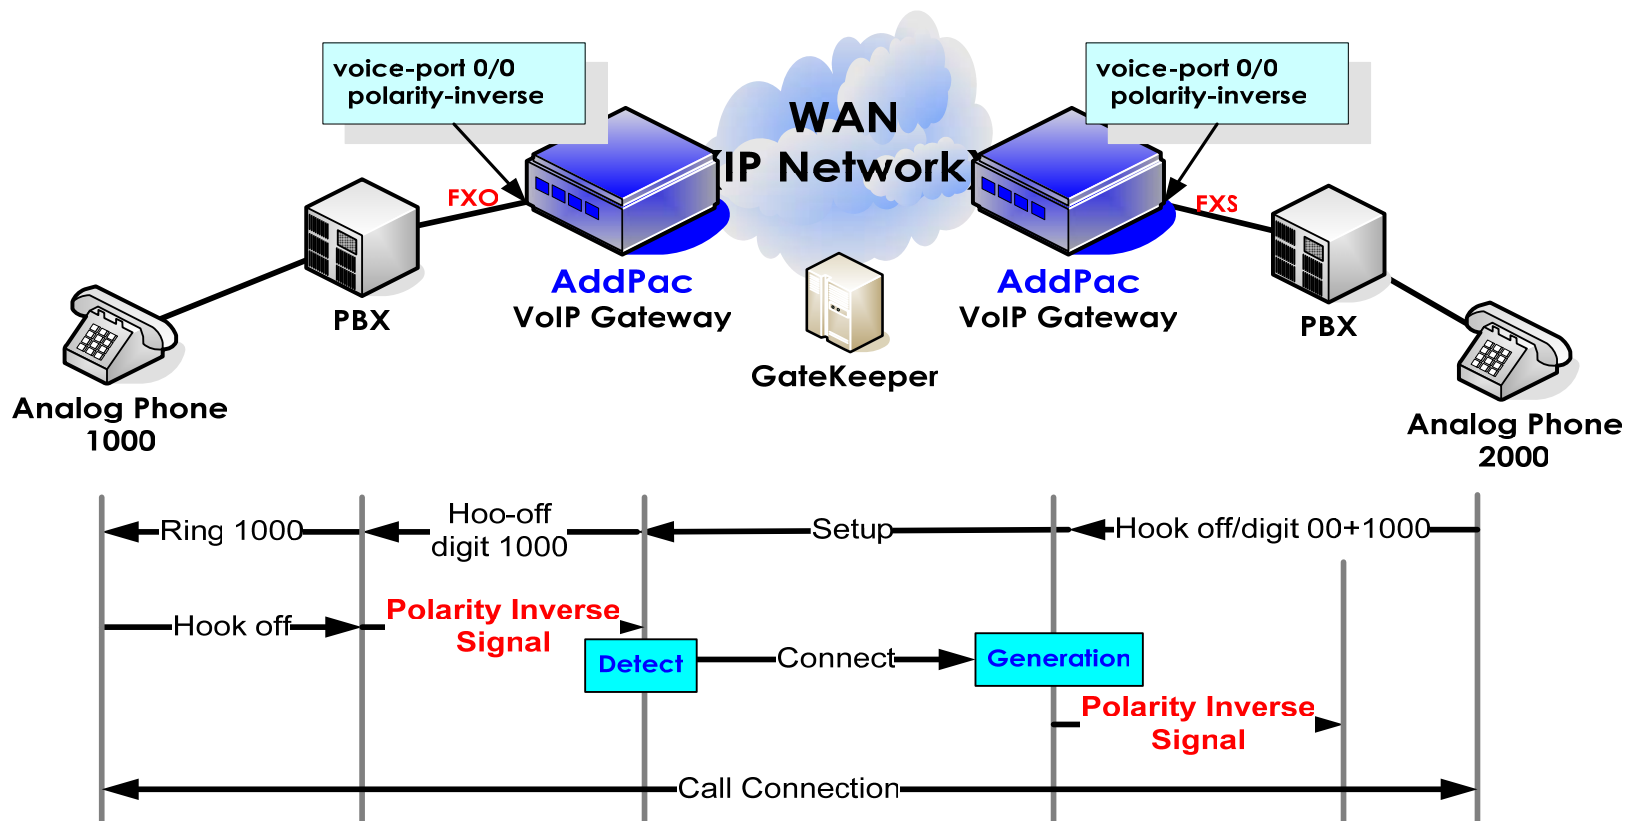 voice-port 0/0
polarity-inverse
voice-port 0/0
polarity-inverse
WAN
(IP Network)
FXO
FXS
AddPac
VoIP Gateway
AddPac
VoIP Gateway
PBX
PBX
GateKeeper
Analog Phone
1000
Analog Phone
2000
Ring 1000
Hoo-off
digit 1000
Setup
Hook off/digit 00+1000
Hook off
Polarity Inverse
Signal
Detect
Connect
Generation
Polarity Inverse
Signal
Call Connection